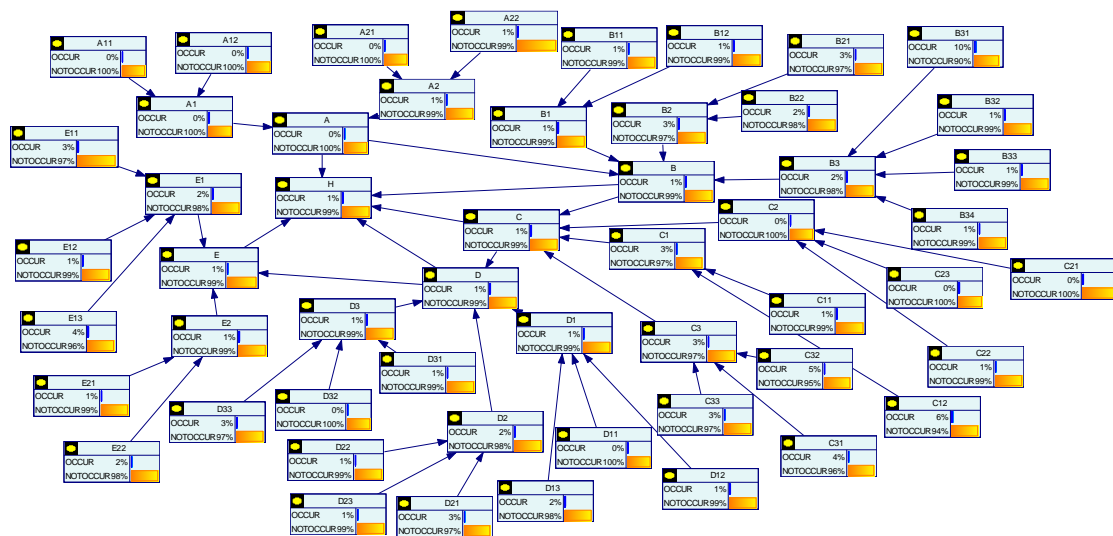 A11
OCCUR 0%
NOTOCCUR 100%
A12
OCCUR 0%
NOTOCCUR 100%
A21
OCCUR 0%
NOTOCCUR 100%
A22
OCCUR 1%
NOTOCCUR 99%
B11
OCCUR 1%
NOTOCCUR 99%
B12
OCCUR 1%
NOTOCCUR 99%
B21
OCCUR 3%
NOTOCCUR 97%
B31
OCCUR 10%
NOTOCCUR 90%
A1
OCCUR 0%
NOTOCCUR 100%
A2
OCCUR 1%
NOTOCCUR 99%
A
OCCUR 0%
NOTOCCUR 100%
B1
OCCUR 1%
NOTOCCUR 99%
B2
OCCUR 3%
NOTOCCUR 97%
B22
OCCUR 2%
NOTOCCUR 98%
B32
OCCUR 1%
NOTOCCUR 99%
E11
OCCUR 3%
NOTOCCUR 97%
E1
OCCUR 2%
NOTOCCUR 98%
H
OCCUR 1%
NOTOCCUR 99%
B
OCCUR 1%
NOTOCCUR 99%
B3
OCCUR 2%
NOTOCCUR 98%
B33
OCCUR 1%
NOTOCCUR 99%
C
OCCUR 1%
NOTOCCUR 99%
C2
OCCUR 0%
NOTOCCUR 100%
B34
OCCUR 1%
NOTOCCUR 99%
E12
OCCUR 1%
NOTOCCUR 99%
E
OCCUR 1%
NOTOCCUR 99%
C1
OCCUR 3%
NOTOCCUR 97%
D
OCCUR 1%
NOTOCCUR 99%
C23
OCCUR 0%
NOTOCCUR 100%
C21
OCCUR 0%
NOTOCCUR 100%
E13
OCCUR 4%
NOTOCCUR 96%
E2
OCCUR 1%
NOTOCCUR 99%
D3
OCCUR 1%
NOTOCCUR 99%
D1
OCCUR 1%
NOTOCCUR 99%
C3
OCCUR 3%
NOTOCCUR 97%
C11
OCCUR 1%
NOTOCCUR 99%
D31
OCCUR 1%
NOTOCCUR 99%
C32
OCCUR 5%
NOTOCCUR 95%
C22
OCCUR 1%
NOTOCCUR 99%
E21
OCCUR 1%
NOTOCCUR 99%
D33
OCCUR 3%
NOTOCCUR 97%
D32
OCCUR 0%
NOTOCCUR 100%
D2
OCCUR 2%
NOTOCCUR 98%
C33
OCCUR 3%
NOTOCCUR 97%
C12
OCCUR 6%
NOTOCCUR 94%
E22
OCCUR 2%
NOTOCCUR 98%
D22
OCCUR 1%
NOTOCCUR 99%
D11
OCCUR 0%
NOTOCCUR 100%
C31
OCCUR 4%
NOTOCCUR 96%
D23
OCCUR 1%
NOTOCCUR 99%
D21
OCCUR 3%
NOTOCCUR 97%
D13
OCCUR 2%
NOTOCCUR 98%
D12
OCCUR 1%
NOTOCCUR 99%